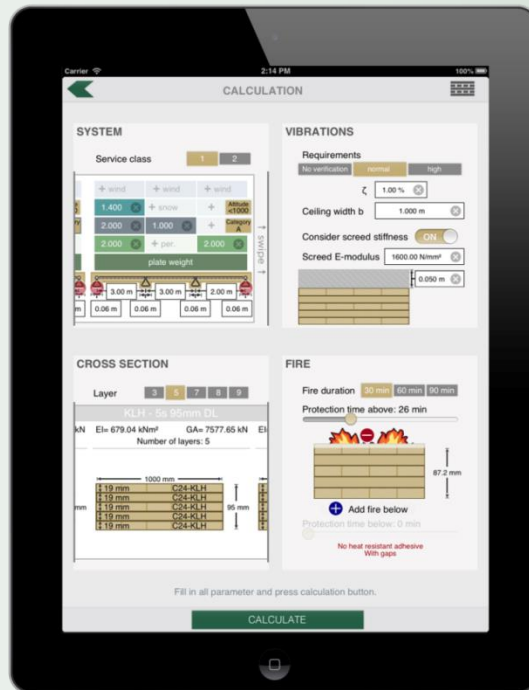 Carrier 2:14 PM 100%
CALCULATION
SYSTEM
Service class 1 2
+ wind + wind + wind
1.400 + snow + Altitude <1000
2.000 1.000 + Category A
2.000 + per. 2.000
plate weight
swipe
3.00 m 3.00 m 2.00 m
0.06 m 0.06 m 0.06 m 0.06 m
VIBRATIONS
Requirements
No verification normal high
ζ 1.00 %
Ceiling width b 1.000 m
Consider screed stiffness ON
Screed E-modulus 1600.00 N/mm²
0.050 m
CROSS SECTION
Layer 3 5 7 8 9
KLH - 5s 95mm DL
kN EI= 679.04 kNm² GA= 7577.65 kN EI
Number of layers: 5
1000 mm
19 mm C24-KLH
19 mm C24-KLH
19 mm C24-KLH
19 mm C24-KLH
19 mm C24-KLH
95 mm
mm
FIRE
Fire duration 30 min 60 min 90 min
Protection time above: 26 min
87.2 mm
Add fire below
Protection time below: 0 min
No heat resistant adhesive
With gaps
Fill in all parameter and press calculation button.
CALCULATE